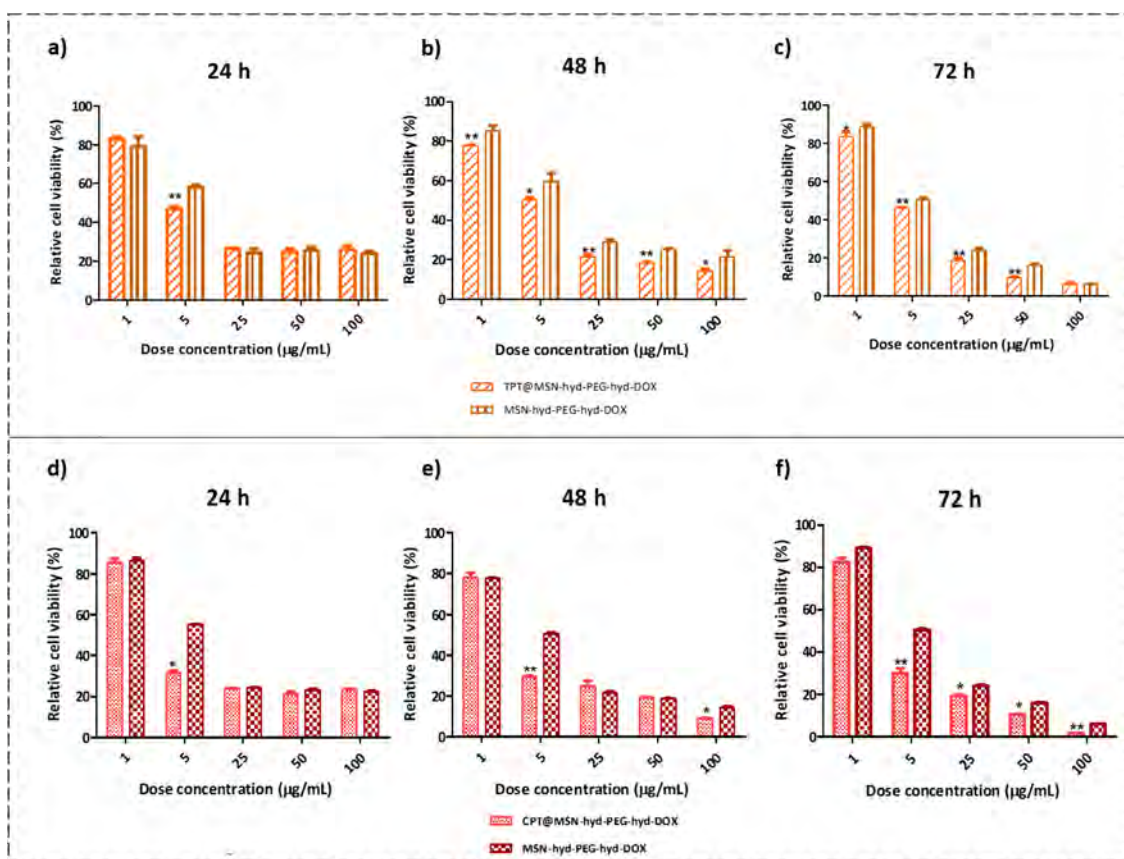 a)
24 h
Relative cell viability (%)
100
80
60
40
20
0
**
1
5
25
50
100
Dose concentration (µg/mL)
b)
48 h
Relative cell viability (%)
100
80
60
40
20
0
**
*
**
**
*
1
5
25
50
100
Dose concentration (µg/mL)
c)
72 h
Relative cell viability (%)
100
80
60
40
20
0
*
**
**
**
1
5
25
50
100
Dose concentration (µg/mL)
TPT@MSN-hyd-PEG-hyd-DOX
MSN-hyd-PEG-hyd-DOX
d)
24 h
Relative cell viability (%)
100
80
60
40
20
0
*
1
5
25
50
100
Dose concentration (µg/mL)
e)
48 h
Relative cell viability (%)
100
80
60
40
20
0
**
*
1
5
25
50
100
Dose concentration (µg/mL)
f)
72 h
Relative cell viability (%)
100
80
60
40
20
0
**
*
*
**
1
5
25
50
100
Dose concentration (µg/mL)
CPT@MSN-hyd-PEG-hyd-DOX
MSN-hyd-PEG-hyd-DOX